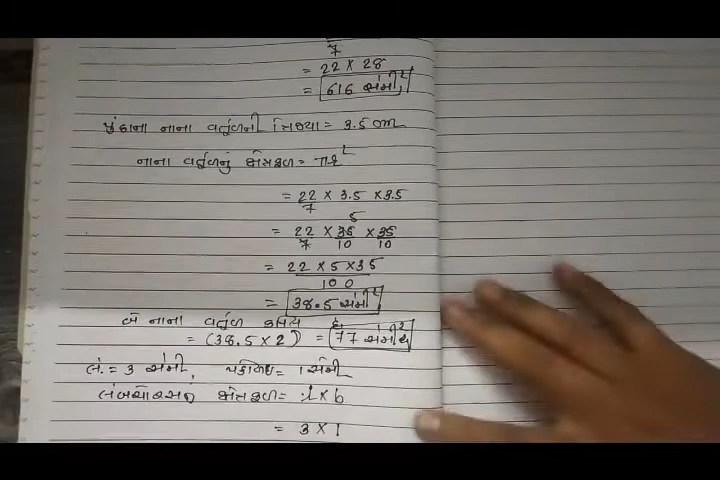 7
= 22 × 28
= 616 સેમી²
નાના વર્તુળની ત્રિજ્યા = 3.5 cm
નાના વર્તુળનું ક્ષેત્રફળ = πr²
= 22/7 × 3.5 × 3.5
= 22/7 × 35/10 × 35/10 5
= 22 × 5 × 35 / 100
= 38.5 સેમી²
બે નાના વર્તુળ
= (38.5 × 2) = 77 સેમી²
લં. = 3 સેમી, = 1 સેમી
લંબચોરસનું ક્ષેત્રફળ = l × b
= 3 × 1